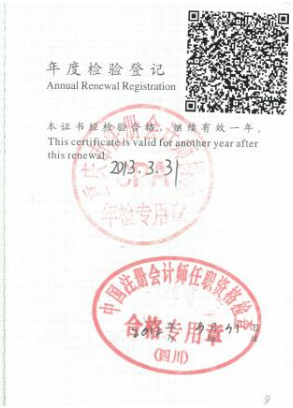 年度检验登记
Annual Renewal Registration
本证书经检验合格，继续有效一年。
This certificate is valid for another year after
this renewal.
2013.3.31
CPA
年检专用章
中国注册会计师任职资格检查
合格专用章
(四川)
9